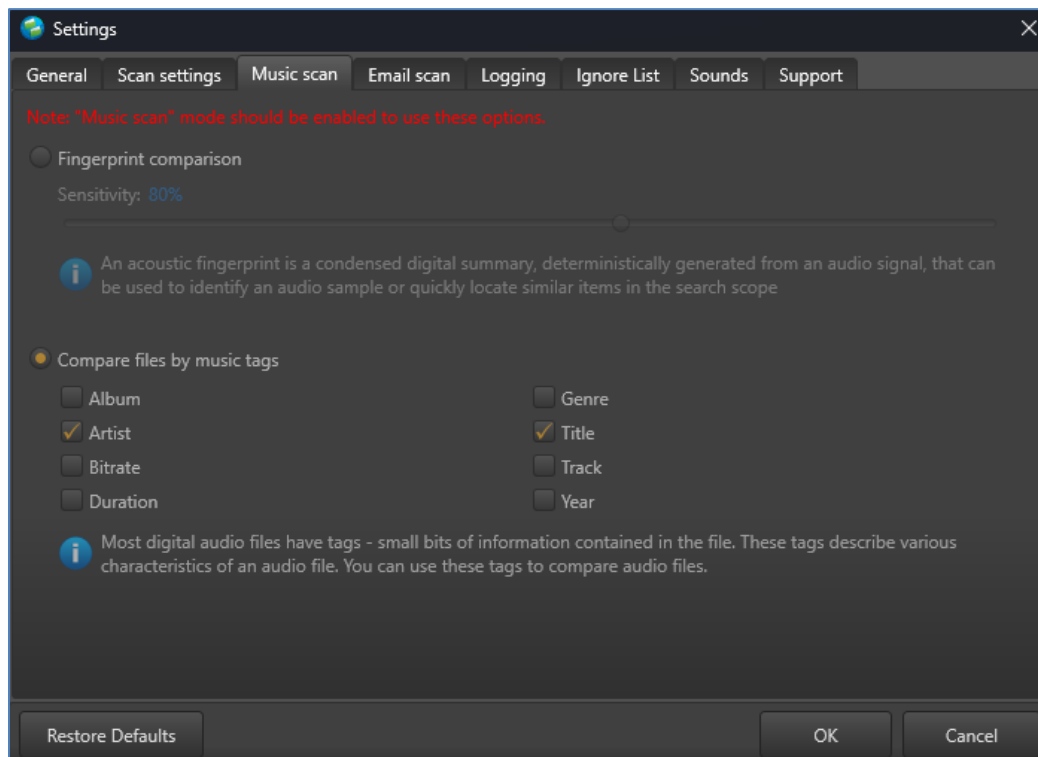 Settings
General Scan settings Music scan Email scan Logging Ignore List Sounds Support
Note: "Music scan" mode should be enabled to use these options.
Fingerprint comparison
Sensitivity: 80%
An acoustic fingerprint is a condensed digital summary, deterministically generated from an audio signal, that can
be used to identify an audio sample or quickly locate similar items in the search scope
Compare files by music tags
Album Genre
Artist Title
Bitrate Track
Duration Year
Most digital audio files have tags - small bits of information contained in the file. These tags describe various
characteristics of an audio file. You can use these tags to compare audio files.
Restore Defaults OK Cancel